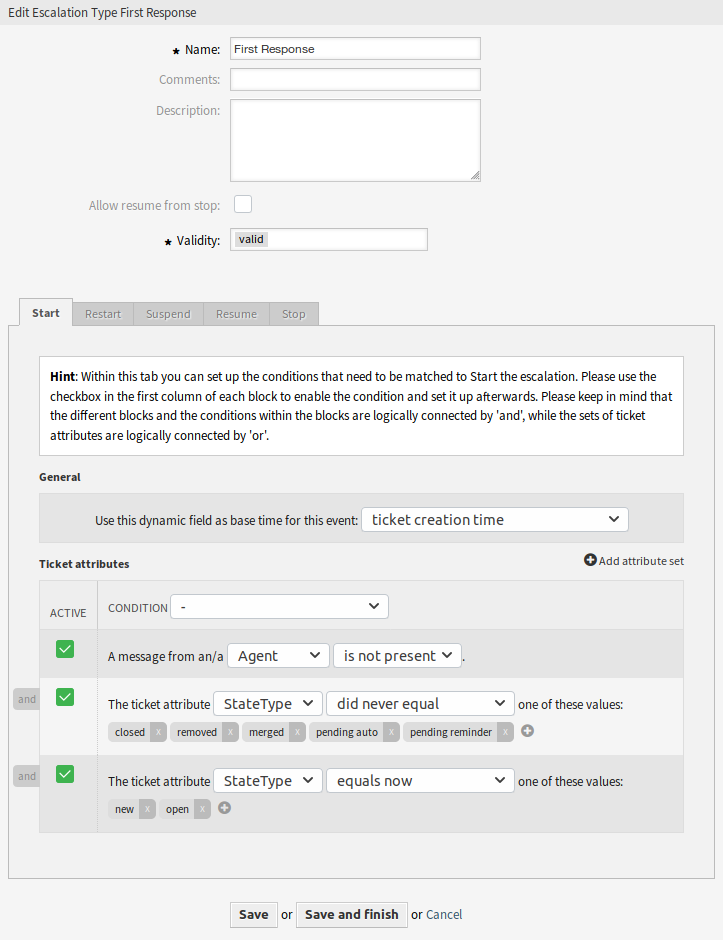 Edit Escalation Type First Response
★ Name: First Response
Comments:
Description:
Allow resume from stop:
★ Validity: valid
Start Restart Suspend Resume Stop
Hint: Within this tab you can set up the conditions that need to be matched to Start the escalation. Please use the
checkbox in the first column of each block to enable the condition and set it up afterwards. Please keep in mind that
the different blocks and the conditions within the blocks are logically connected by 'and', while the sets of ticket
attributes are logically connected by 'or'.
General
Use this dynamic field as base time for this event: ticket creation time
Ticket attributes Add attribute set
ACTIVE CONDITION -
A message from an/a Agent is not present .
and The ticket attribute StateType did never equal one of these values:
closed x removed x merged x pending auto x pending reminder x
and The ticket attribute StateType equals now one of these values:
new x open x
Save or Save and finish or Cancel